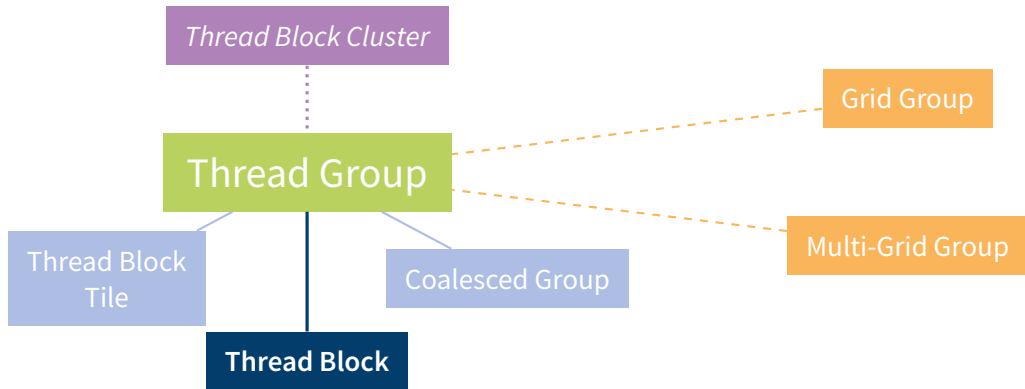 Thread Block Cluster
Grid Group
Thread Group
Multi-Grid Group
Thread Block
Tile
Coalesced Group
Thread Block